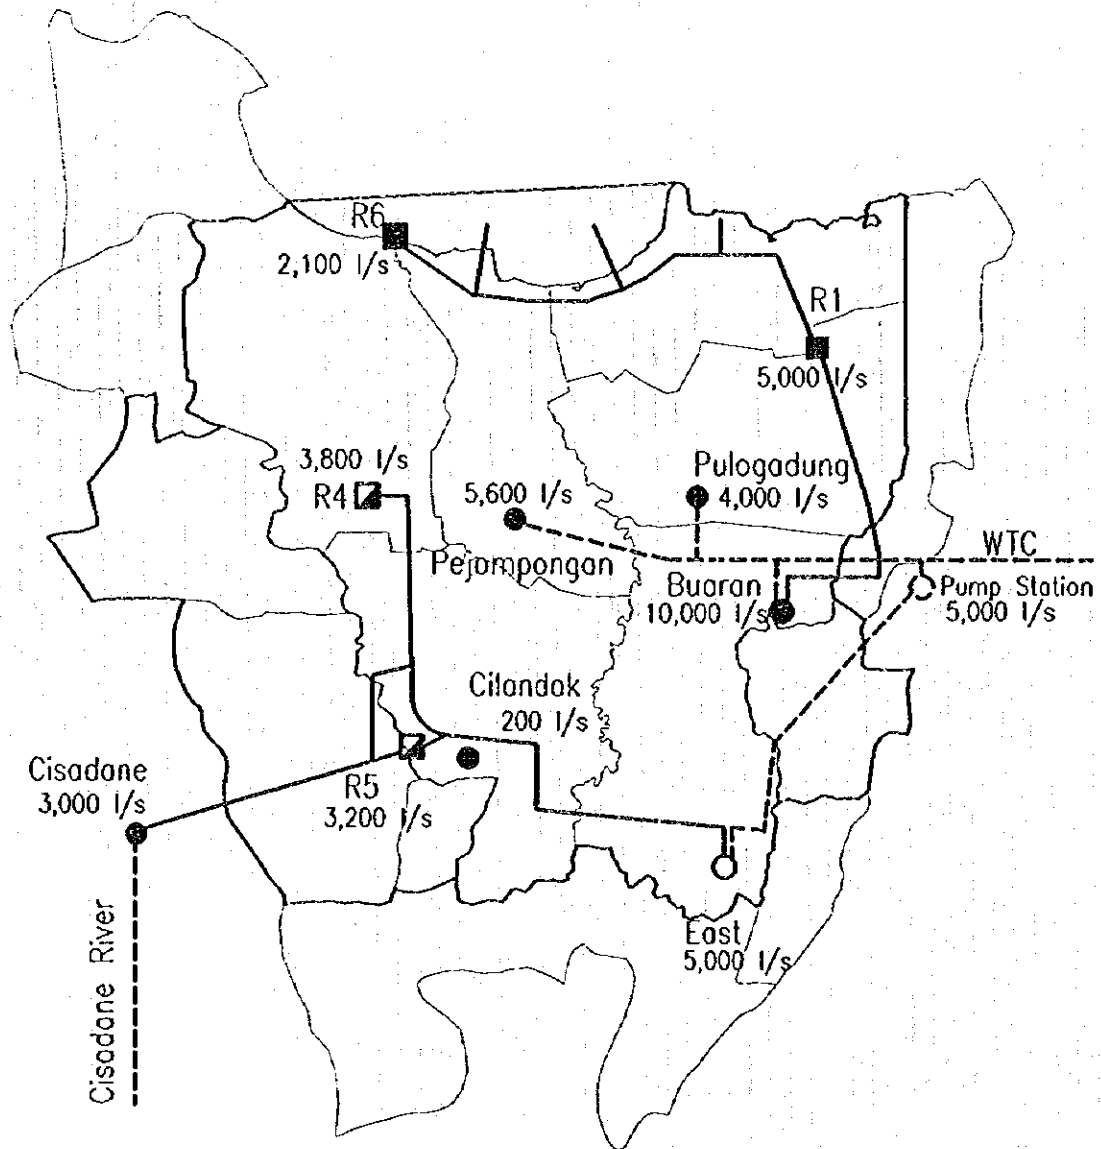 R6
2,100 l/s
R1
5,000 l/s
3,800 l/s
R4
5,600 l/s
Pejompongan
Pulogadung
4,000 l/s
WTC
Buaran
10,000 l/s
Pump Station
5,000 l/s
Cilandak
200 l/s
Cisadane
3,000 l/s
R5
3,200 l/s
East
5,000 l/s
Cisadane River